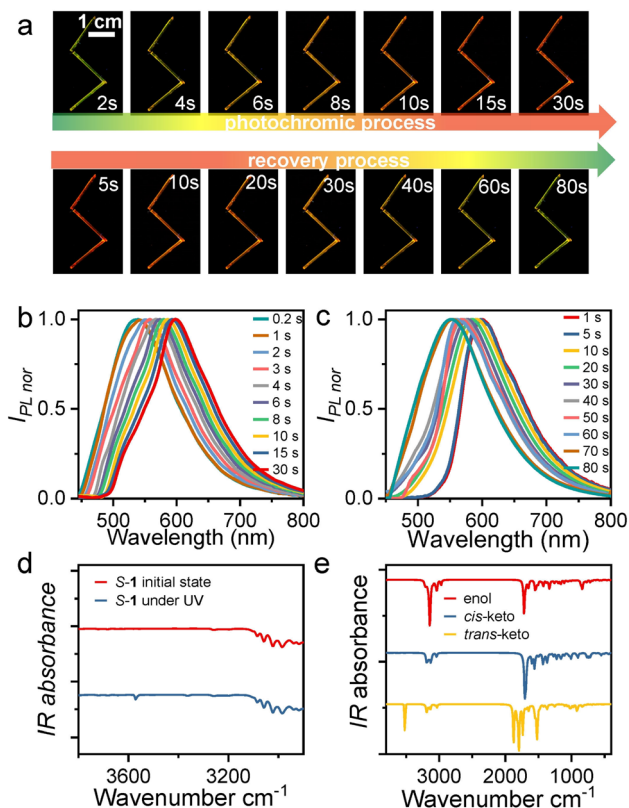 a
1 cm
2s 4s 6s 8s 10s 15s 30s
photochromic process
recovery process
5s 10s 20s 30s 40s 60s 80s
b
1.0
0.5
0.0
I PL nor
500 600 700 800
Wavelength (nm)
0.2 s
1 s
2 s
3 s
4 s
6 s
8 s
10 s
15 s
30 s
c
1.0
0.5
0.0
I PL nor
500 600 700 800
Wavelength (nm)
1 s
5 s
10 s
20 s
30 s
40 s
50 s
60 s
70 s
80 s
d
S-1 initial state
S-1 under UV
IR absorbance
3600 3200
Wavenumber cm-1
e
enol
cis-keto
trans-keto
IR absorbance
3000 2000 1000
Wavenumber cm-1